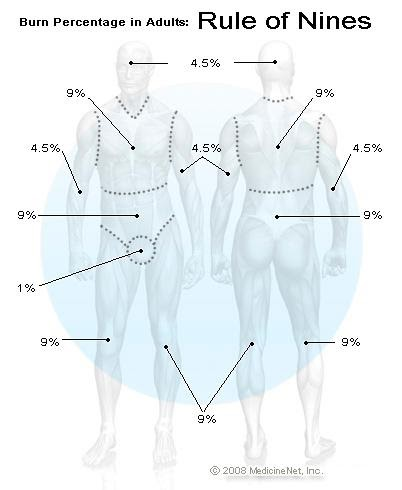 Burn Percentage in Adults: Rule of Nines
4.5%
9% 9%
4.5% 4.5% 4.5%
9% 9%
1%
9% 9%
9%
© 2008 MedicineNet, Inc.